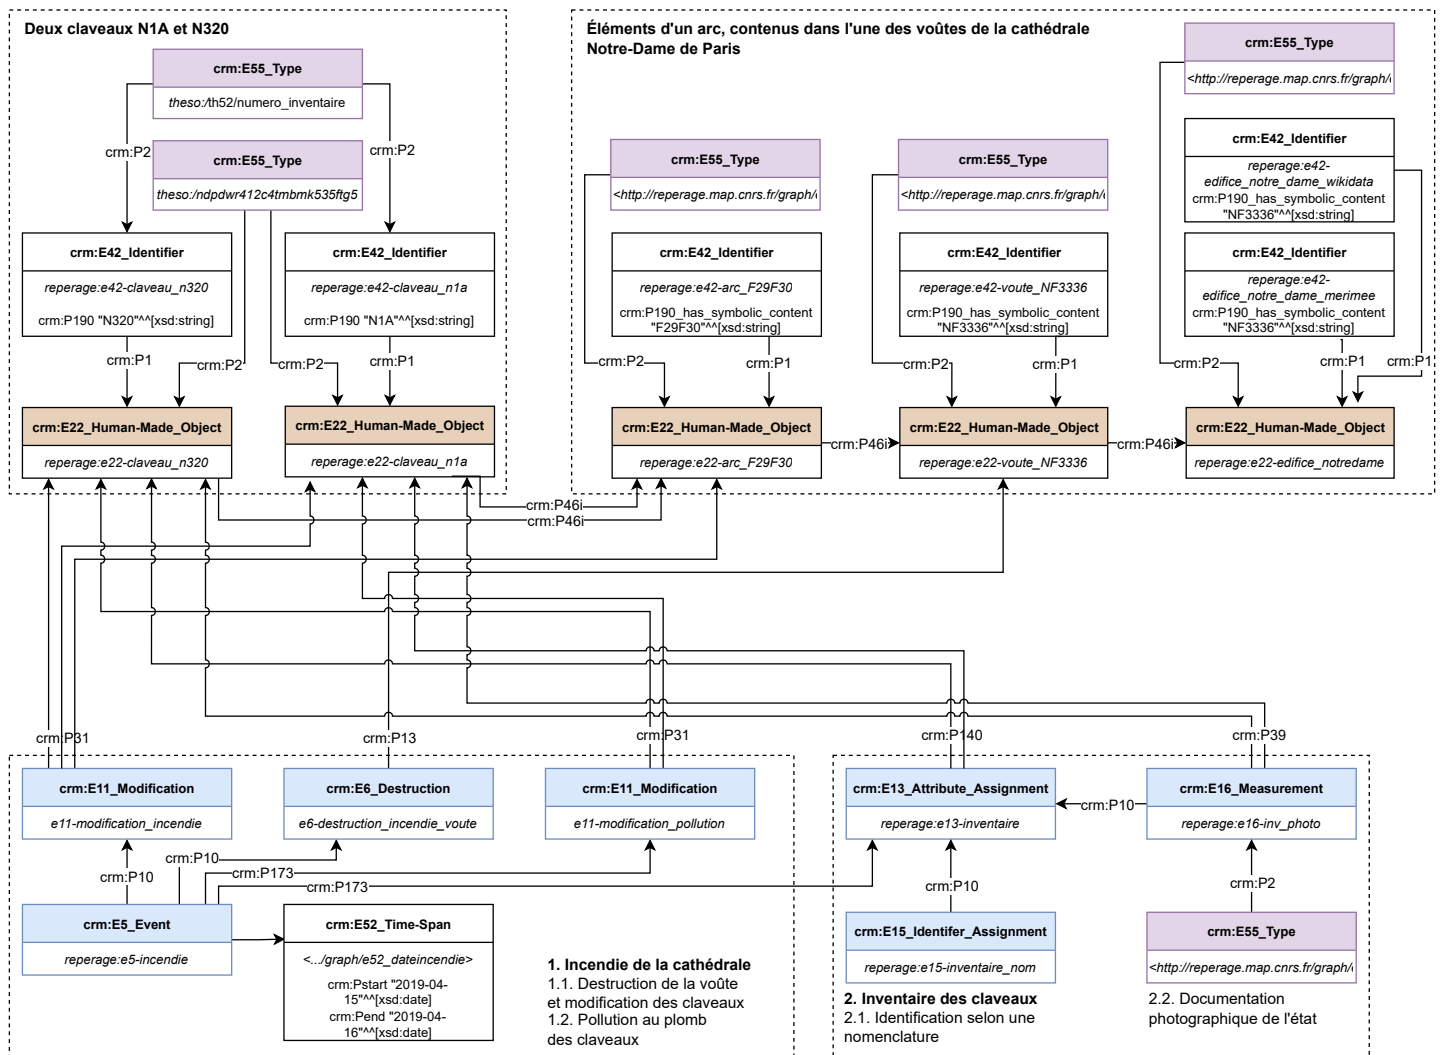 Deux claveaux N1A et N320
crm:E55_Type
theso:/th52/numero_inventaire
crm:P2
crm:P2
crm:E55_Type
theso:/ndpdwr412c4tmbmk535ftg5
crm:E42_Identifier
reperage:e42-claveau_n320
crm:P190 "N320"^^[xsd:string]
crm:E42_Identifier
reperage:e42-claveau_n1a
crm:P190 "N1A"^^[xsd:string]
crm:P1
crm:P2
crm:P2
crm:P1
crm:E22_Human-Made_Object
reperage:e22-claveau_n320
crm:E22_Human-Made_Object
reperage:e22-claveau_n1a
Éléments d'un arc, contenus dans l'une des voûtes de la cathédrale
Notre-Dame de Paris
crm:E55_Type
<http://reperage.map.cnrs.fr/graph/
crm:E55_Type
<http://reperage.map.cnrs.fr/graph/
crm:E55_Type
<http://reperage.map.cnrs.fr/graph/
crm:E42_Identifier
reperage:e42-
edifice_notre_dame_wikidata
crm:P190_has_symbolic_content
"NF3336"^^[xsd:string]
crm:E42_Identifier
reperage:e42-arc_F29F30
crm:P190_has_symbolic_content
"F29F30"^^[xsd:string]
crm:E42_Identifier
reperage:e42-voute_NF3336
crm:P190_has_symbolic_content
"NF3336"^^[xsd:string]
crm:E42_Identifier
reperage:e42-
edifice_notre_dame_merimee
crm:P190_has_symbolic_content
"NF3336"^^[xsd:string]
crm:P2
crm:P1
crm:P2
crm:P1
crm:P2
crm:P1
crm:P1
crm:E22_Human-Made_Object
reperage:e22-arc_F29F30
crm:P46i
crm:E22_Human-Made_Object
reperage:e22-voute_NF3336
crm:P46i
crm:E22_Human-Made_Object
reperage:e22-edifice_notredame
crm:P46i
crm:P46i
crm:P31
crm:P13
crm:P31
crm:P140
crm:P39
crm:E11_Modification
e11-modification_incendie
crm:E6_Destruction
e6-destruction_incendie_voute
crm:E11_Modification
e11-modification_pollution
crm:E13_Attribute_Assignment
reperage:e13-inventaire
crm:P10
crm:E16_Measurement
reperage:e16-inv_photo
crm:P10
crm:P10
crm:P173
crm:P173
crm:P10
crm:P2
crm:E5_Event
reperage:e5-incendie
crm:E52_Time-Span
<.../graph/e52_dateincendie>
crm:Pstart "2019-04-
15"^^[xsd:date]
crm:Pend "2019-04-
16"^^[xsd:date]
1. Incendie de la cathédrale
1.1. Destruction de la voûte
et modification des claveaux
1.2. Pollution au plomb
des claveaux
crm:E15_Identifer_Assignment
reperage:e15-inventaire_nom
crm:E55_Type
<http://reperage.map.cnrs.fr/graph/
2. Inventaire des claveaux
2.1. Identification selon une
nomenclature
2.2. Documentation
photographique de l'état